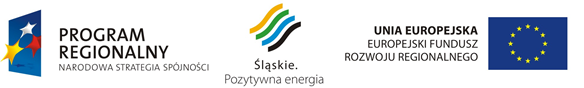 PROGRAM
REGIONALNY
NARODOWA STRATEGIA SPÓJNOŚCI
Śląskie.
Pozytywna energia
UNIA EUROPEJSKA
EUROPEJSKI FUNDUSZ
ROZWOJU REGIONALNEGO